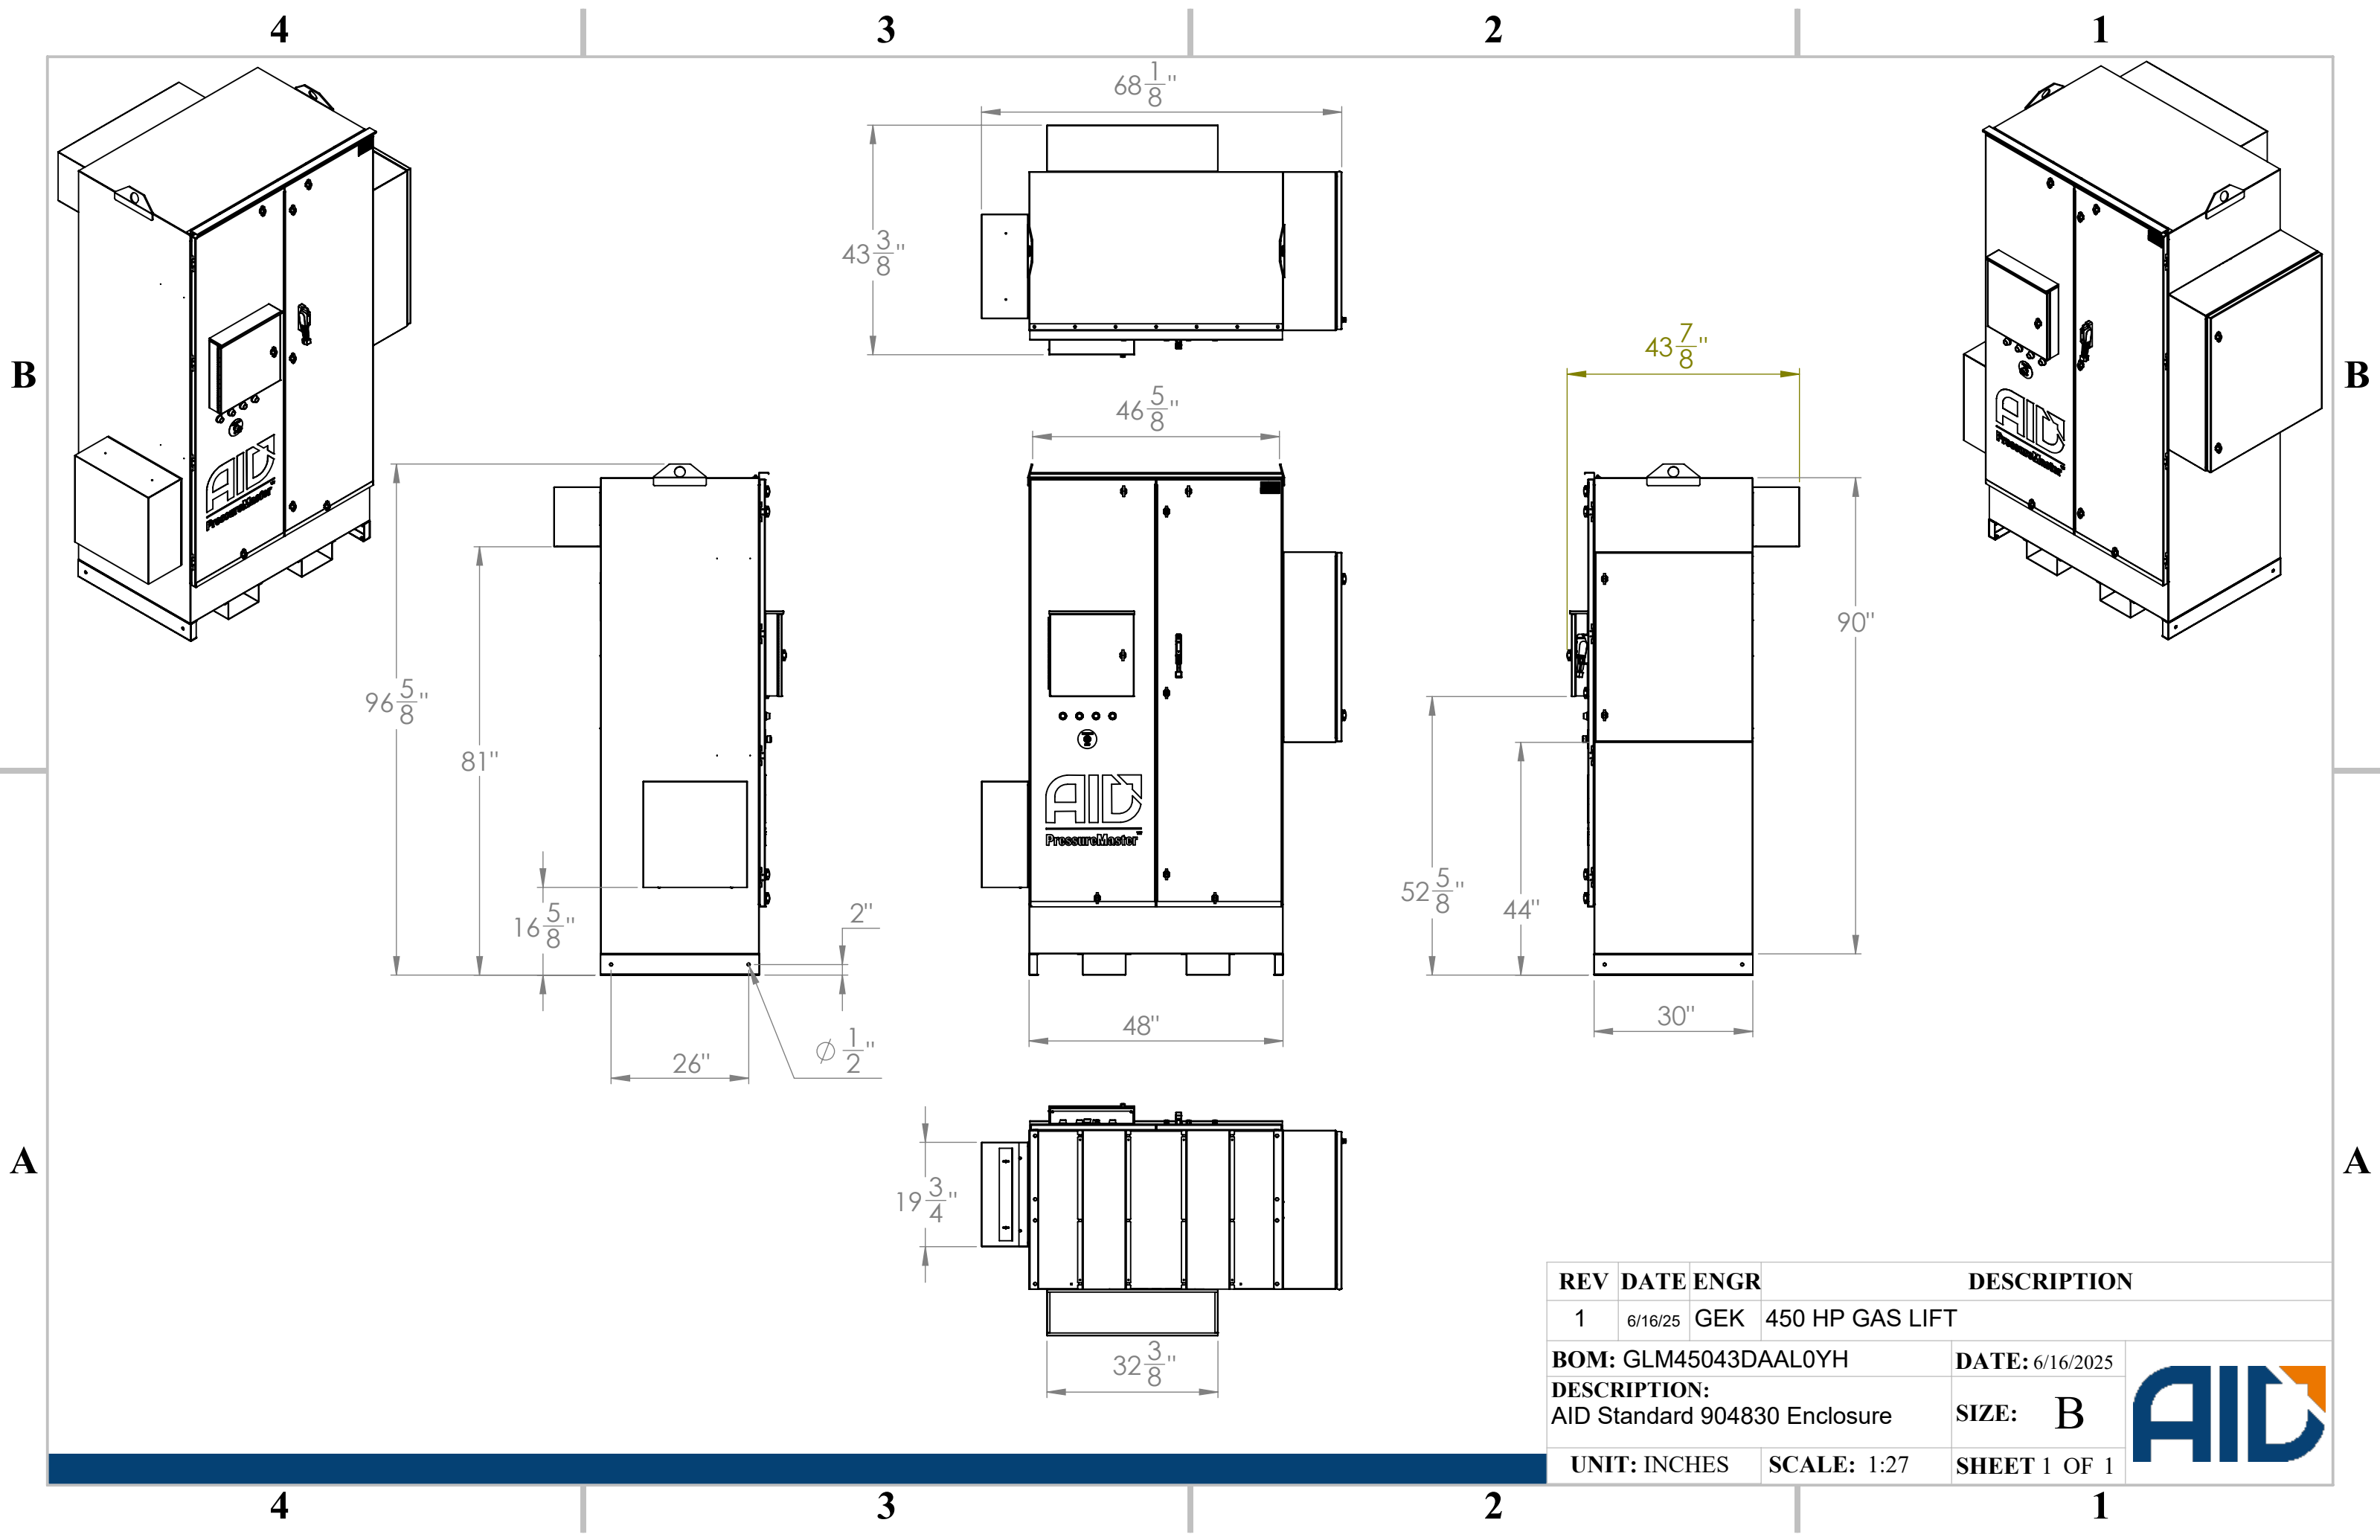 4 3 2 1
68 1/8"
43 3/8"
43 7/8"
46 5/8"
96 5/8"
81"
90"
52 5/8"
44"
16 5/8"
2"
48"
30"
26"
Ø 1/2"
19 3/4"
32 3/8"
B B
A A
AID
PressureMaster
AID
PressureMaster
AID
PressureMaster
REV DATE ENGR DESCRIPTION
1 6/16/25 GEK 450 HP GAS LIFT
BOM: GLM45043DAAL0YH DATE: 6/16/2025
DESCRIPTION:
AID Standard 904830 Enclosure
SIZE: B
UNIT: INCHES SCALE: 1:27 SHEET 1 OF 1
AID
4 3 2 1